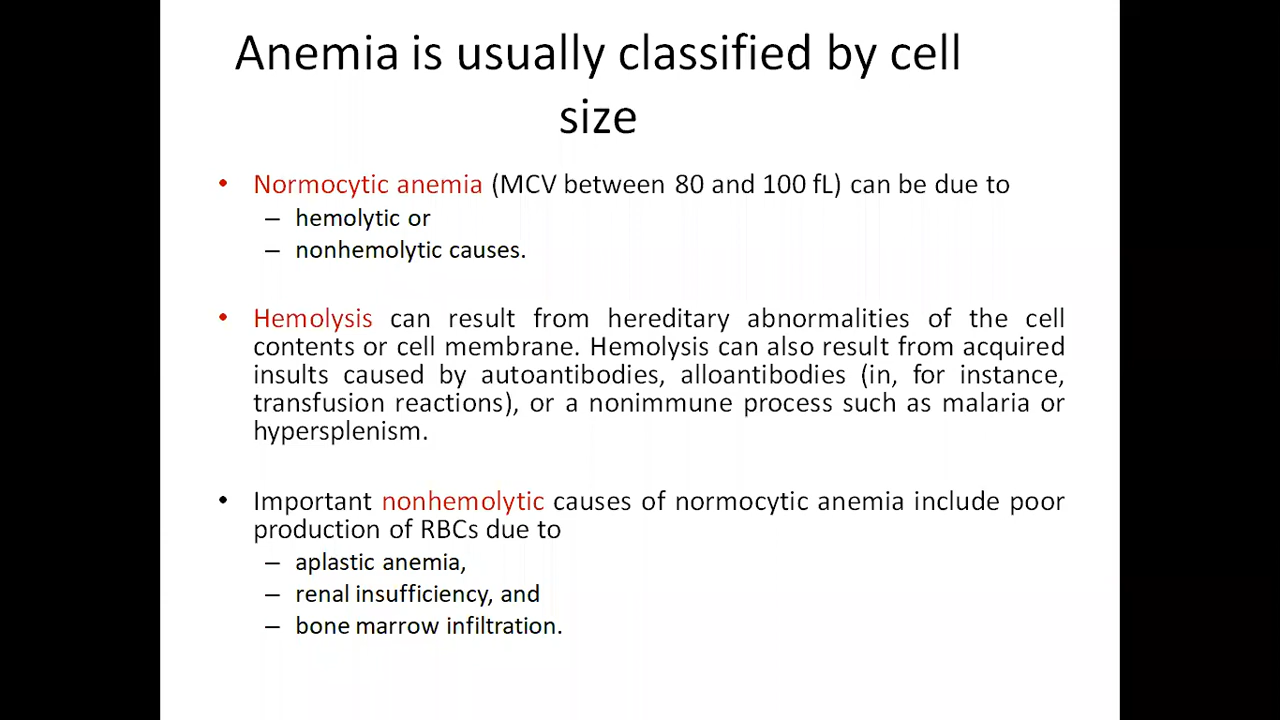 Anemia is usually classified by cell
size
• Normocytic anemia (MCV between 80 and 100 fL) can be due to
– hemolytic or
– nonhemolytic causes.
• Hemolysis can result from hereditary abnormalities of the cell
contents or cell membrane. Hemolysis can also result from acquired
insults caused by autoantibodies, alloantibodies (in, for instance,
transfusion reactions), or a nonimmune process such as malaria or
hypersplenism.
• Important nonhemolytic causes of normocytic anemia include poor
production of RBCs due to
– aplastic anemia,
– renal insufficiency, and
– bone marrow infiltration.